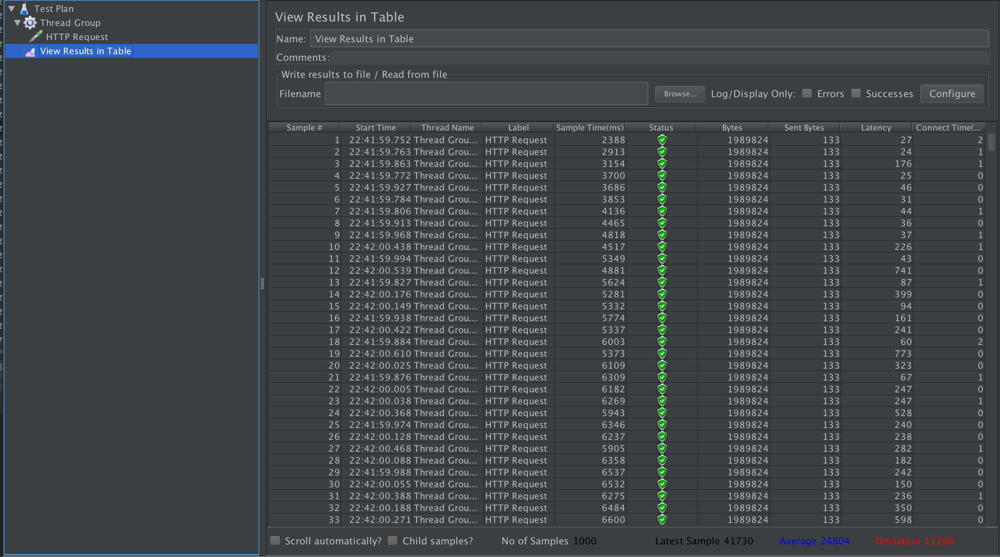 Test Plan
Thread Group
HTTP Request
View Results in Table
View Results in Table
Name: View Results in Table
Comments:
Write results to file / Read from file
Filename Browse... Log/Display Only: Errors Successes Configure
Sample # Start Time Thread Name Label Sample Time(ms) Status Bytes Sent Bytes Latency Connect Time(...
1 22:41:59.752 Thread Grou... HTTP Request 2388 1989824 133 27 2
2 22:41:59.763 Thread Grou... HTTP Request 2913 1989824 133 24 1
3 22:41:59.863 Thread Grou... HTTP Request 3154 1989824 133 176 1
4 22:41:59.772 Thread Grou... HTTP Request 3700 1989824 133 25 0
5 22:41:59.927 Thread Grou... HTTP Request 3686 1989824 133 46 0
6 22:41:59.784 Thread Grou... HTTP Request 3853 1989824 133 31 0
7 22:41:59.806 Thread Grou... HTTP Request 4136 1989824 133 44 1
8 22:41:59.913 Thread Grou... HTTP Request 4465 1989824 133 36 0
9 22:41:59.968 Thread Grou... HTTP Request 4818 1989824 133 37 1
10 22:42:00.438 Thread Grou... HTTP Request 4517 1989824 133 226 1
11 22:41:59.994 Thread Grou... HTTP Request 5349 1989824 133 43 0
12 22:42:00.539 Thread Grou... HTTP Request 4881 1989824 133 741 0
13 22:41:59.827 Thread Grou... HTTP Request 5624 1989824 133 87 1
14 22:42:00.176 Thread Grou... HTTP Request 5281 1989824 133 399 0
15 22:42:00.149 Thread Grou... HTTP Request 5332 1989824 133 94 0
16 22:41:59.938 Thread Grou... HTTP Request 5774 1989824 133 161 0
17 22:42:00.422 Thread Grou... HTTP Request 5337 1989824 133 241 0
18 22:41:59.884 Thread Grou... HTTP Request 6003 1989824 133 60 2
19 22:42:00.610 Thread Grou... HTTP Request 5373 1989824 133 773 0
20 22:42:00.025 Thread Grou... HTTP Request 6109 1989824 133 323 0
21 22:41:59.876 Thread Grou... HTTP Request 6309 1989824 133 67 1
22 22:42:00.005 Thread Grou... HTTP Request 6182 1989824 133 247 0
23 22:42:00.038 Thread Grou... HTTP Request 6269 1989824 133 247 1
24 22:42:00.368 Thread Grou... HTTP Request 5943 1989824 133 528 0
25 22:41:59.974 Thread Grou... HTTP Request 6346 1989824 133 240 0
26 22:42:00.128 Thread Grou... HTTP Request 6237 1989824 133 238 0
27 22:42:00.468 Thread Grou... HTTP Request 5905 1989824 133 282 1
28 22:42:00.088 Thread Grou... HTTP Request 6358 1989824 133 182 0
29 22:41:59.988 Thread Grou... HTTP Request 6537 1989824 133 242 0
30 22:42:00.055 Thread Grou... HTTP Request 6532 1989824 133 150 0
31 22:42:00.388 Thread Grou... HTTP Request 6275 1989824 133 236 1
32 22:42:00.188 Thread Grou... HTTP Request 6484 1989824 133 350 0
33 22:42:00.271 Thread Grou... HTTP Request 6600 1989824 133 598 0
Scroll automatically? Child samples? No of Samples 1000 Latest Sample 41730 Average 24804 Deviation 11166